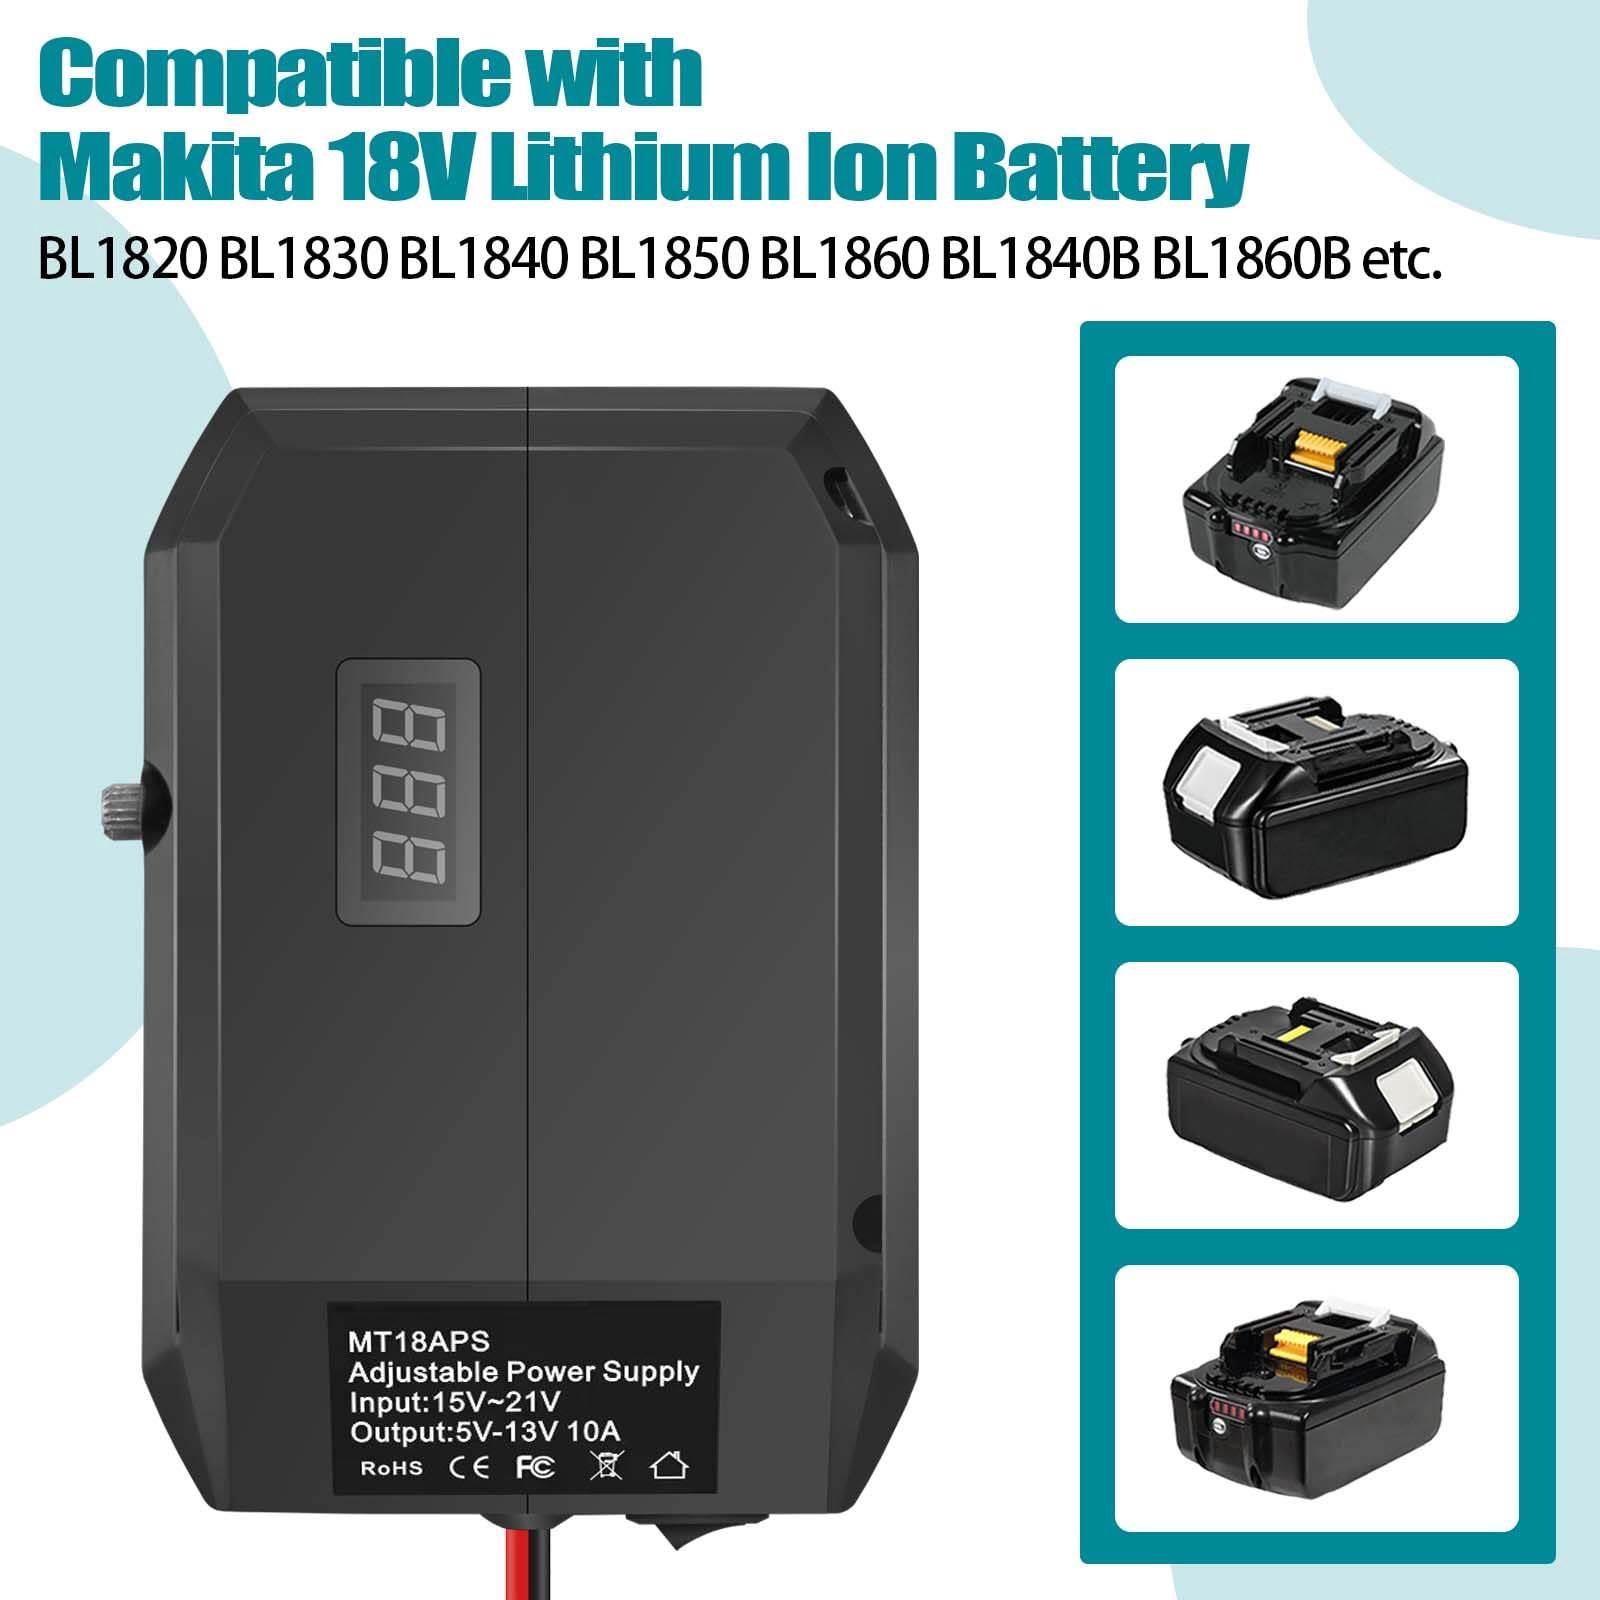 Compatible with
Makita 18V Lithium Ion Battery
BL1820 BL1830 BL1840 BL1850 BL1860 BL1840B BL1860B etc.
888
MT18APS
Adjustable Power Supply
Input:15V~21V
Output:5V-13V 10A
RoHS CE FC